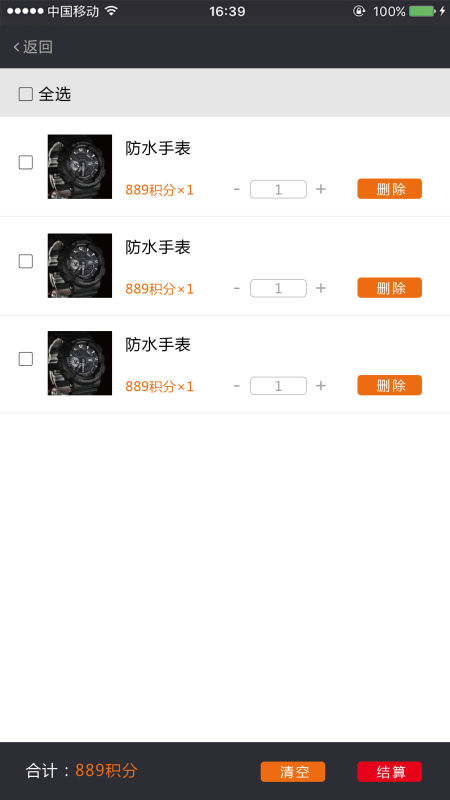 中国移动 16:39 100%
返回
全选
防水手表
889积分×1 - 1 + 删除
防水手表
889积分×1 - 1 + 删除
防水手表
889积分×1 - 1 + 删除
合计：889积分 清空 结算